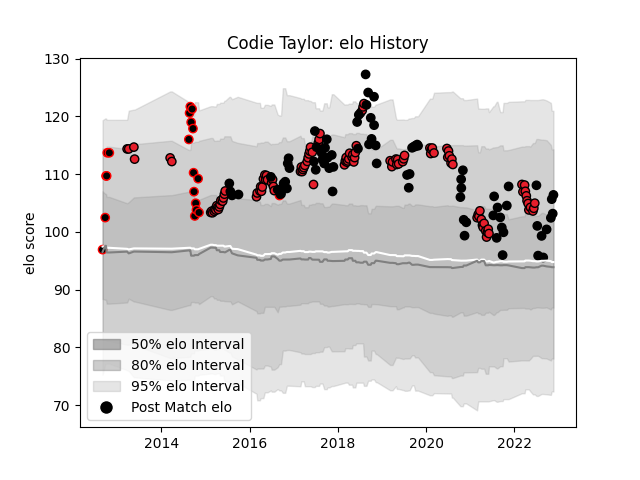 Codie Taylor: elo History
elo score
130
120
110
100
90
80
70
50% elo Interval
80% elo Interval
95% elo Interval
Post Match elo
2014
2016
2018
2020
2022